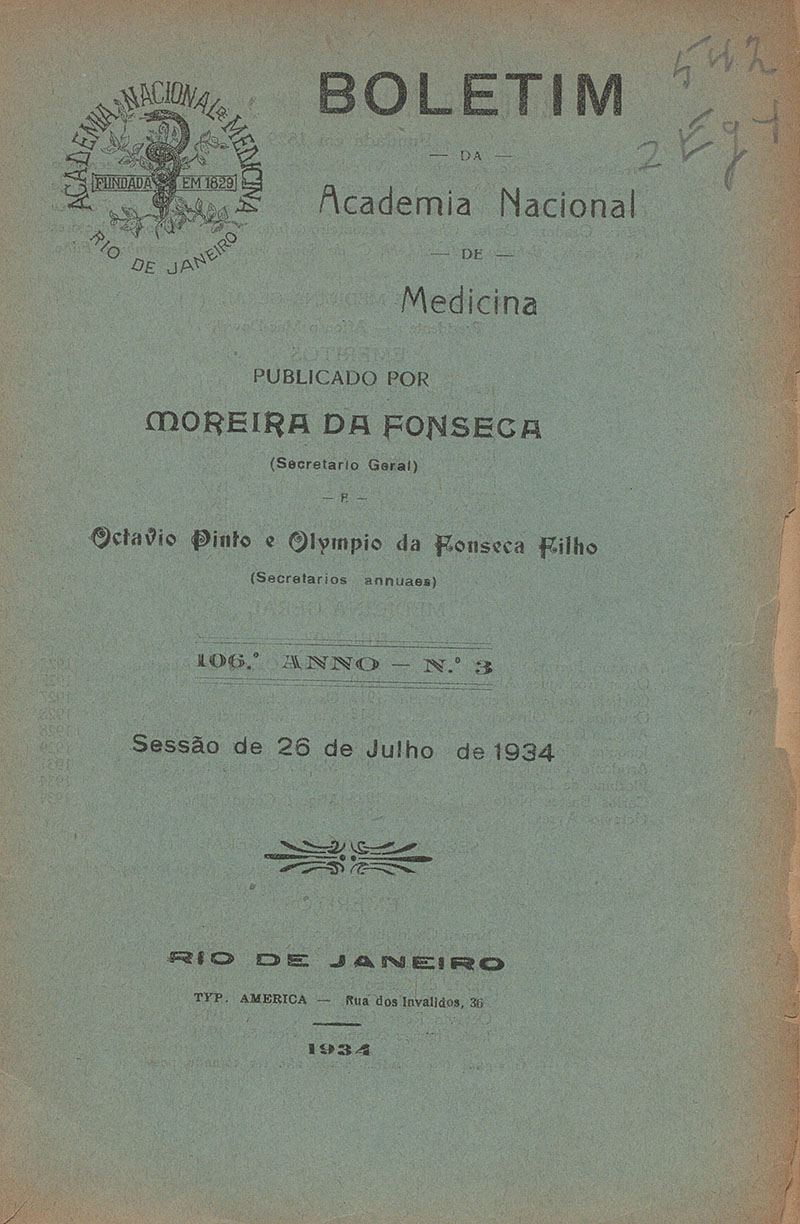 ACADEMIA NACIONAL DE MEDICINA
FUNDADA EM 1829
RIO DE JANEIRO
BOLETIM
— DA —
Academia Nacional
— DE —
Medicina
PUBLICADO POR
MOREIRA DA FONSECA
(Secretario Geral)
— E —
Octavio Pinto e Olympio da Fonseca Filho
(Secretarios annuaes)
106.º ANNO — N.º 3
Sessão de 26 de Julho de 1934
RIO DE JANEIRO
TYP. AMERICA — Rua dos Invalidos, 36
1934
542